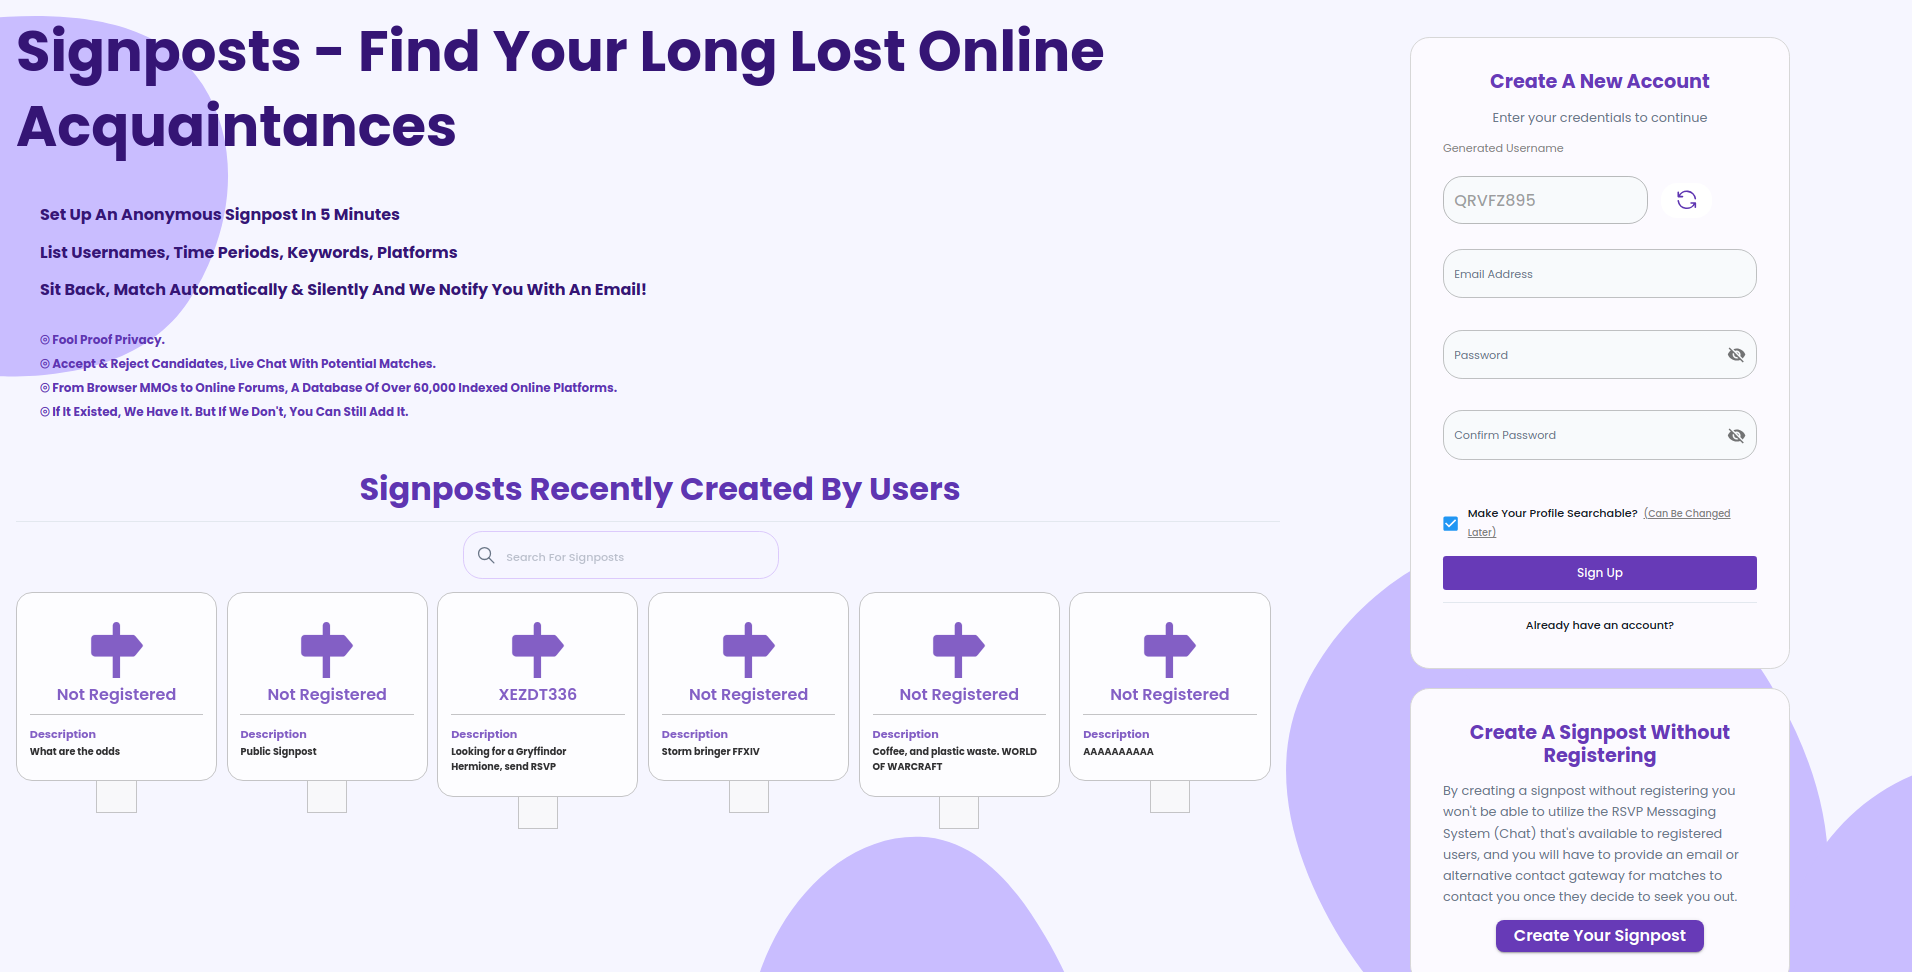 Signposts - Find Your Long Lost Online
Acquaintances
Set Up An Anonymous Signpost In 5 Minutes
List Usernames, Time Periods, Keywords, Platforms
Sit Back, Match Automatically & Silently And We Notify You With An Email!
◎ Fool Proof Privacy.
◎ Accept & Reject Candidates, Live Chat With Potential Matches.
◎ From Browser MMOs to Online Forums, A Database Of Over 60,000 Indexed Online Platforms.
◎ If It Existed, We Have It. But If We Don't, You Can Still Add It.
Signposts Recently Created By Users
Search For Signposts
Not Registered
Description
What are the odds
Not Registered
Description
Public Signpost
XEZDT336
Description
Looking for a Gryffindor
Hermione, send RSVP
Not Registered
Description
Storm bringer FFXIV
Not Registered
Description
Coffee, and plastic waste. WORLD
OF WARCRAFT
Not Registered
Description
AAAAAAAAAA
Create A New Account
Enter your credentials to continue
Generated Username
QRVFZ895
Email Address
Password
Confirm Password
Make Your Profile Searchable? (Can Be Changed
Later)
Sign Up
Already have an account?
Create A Signpost Without
Registering
By creating a signpost without registering you
won't be able to utilize the RSVP Messaging
System (Chat) that's available to registered
users, and you will have to provide an email or
alternative contact gateway for matches to
contact you once they decide to seek you out.
Create Your Signpost